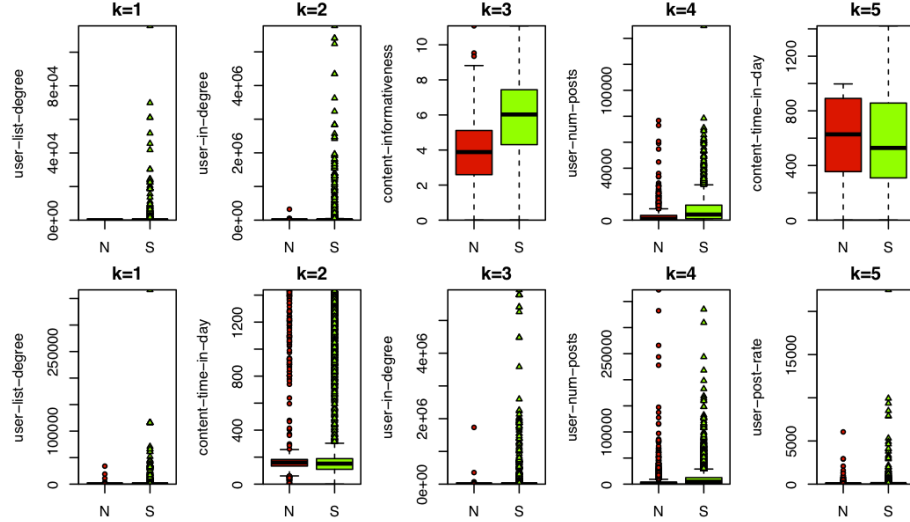 k=1 k=2 k=3 k=4 k=5
user−list−degree
0e+00 4e+04 8e+04
N S
user−in−degree
0e+00 2e+06 4e+06
N S
content−informativeness
0 2 4 6 8 10
N S
user−num−posts
0 40000 100000
N S
content−time−in−day
0 400 800 1200
N S
k=1 k=2 k=3 k=4 k=5
user−list−degree
0 100000 250000
N S
content−time−in−day
0 400 800 1200
N S
user−in−degree
0e+00 2e+06 4e+06
N S
user−num−posts
0 100000 250000
N S
user−post−rate
0 5000 15000
N S